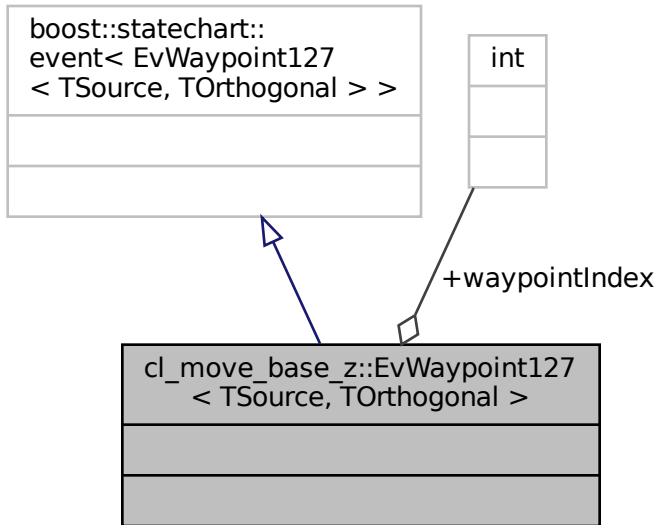 boost::statechart::
event< EvWaypoint127
< TSource, TOrthogonal > >
int
+waypointIndex
cl_move_base_z::EvWaypoint127
< TSource, TOrthogonal >